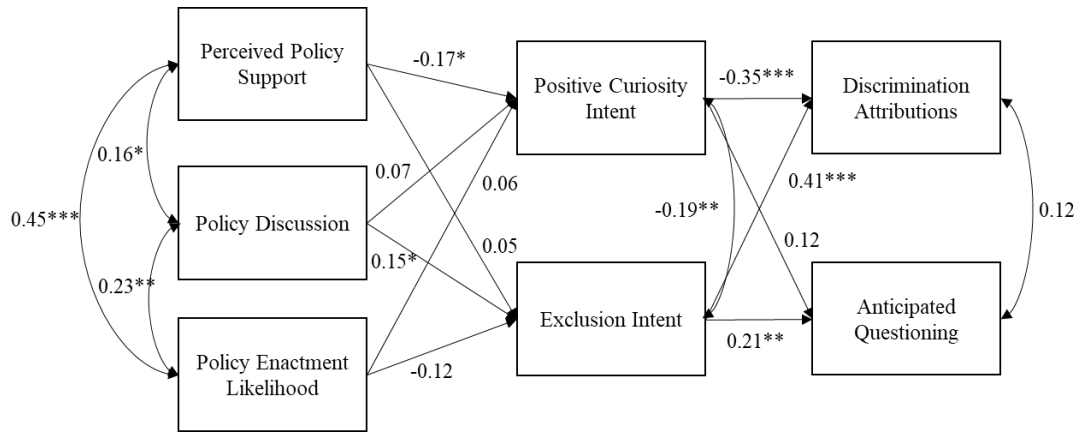 Perceived Policy
Support
Policy Discussion
Policy Enactment
Likelihood
Positive Curiosity
Intent
Exclusion Intent
Discrimination
Attributions
Anticipated
Questioning
0.45***
0.16*
0.23**
-0.17*
0.07
0.06
0.05
0.15*
-0.12
-0.35***
0.41***
-0.19**
0.12
0.21**
0.12